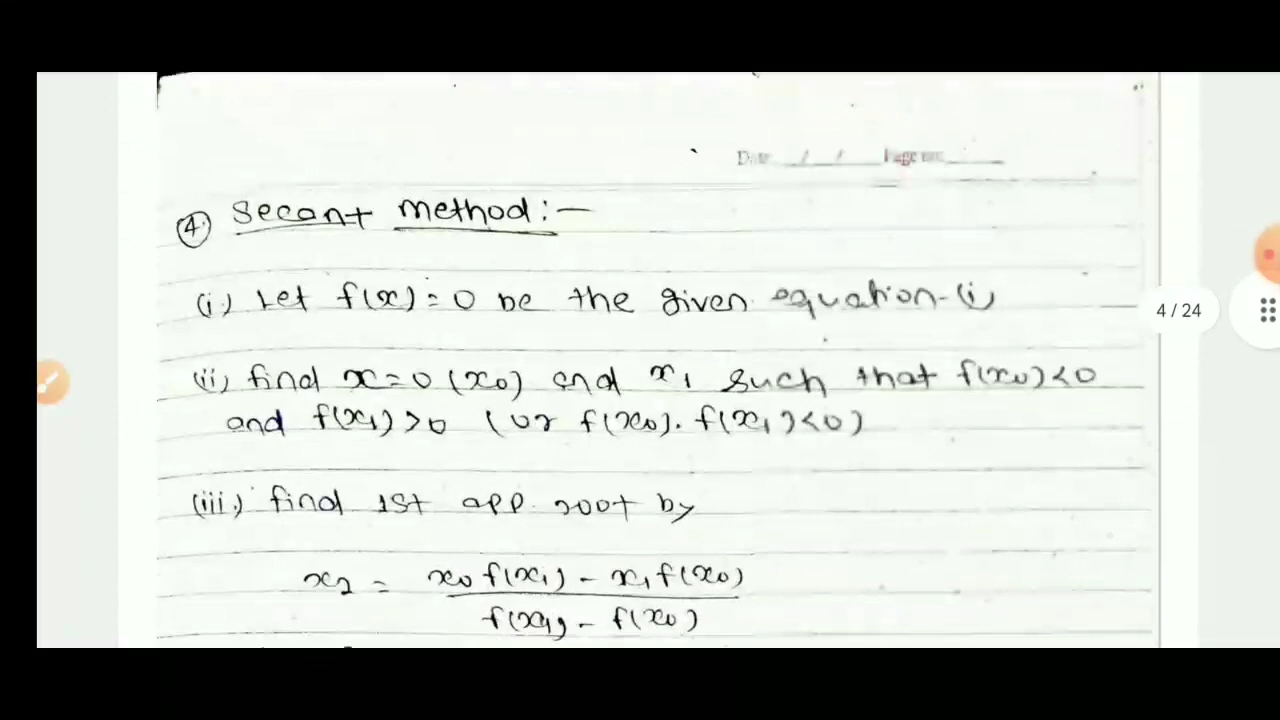 Date / / Page no.
④ Secant method :-
(i) Let f(x) = 0 be the given equation-(i)
4 / 24
(ii) find x=0 (x₀) and x₁ such that f(x₀)<0
and f(x₁)>0 (or f(x₀). f(x₁)<0)
(iii) find 1st app. root by
x₂ = x₀ f(x₁) - x₁ f(x₀)
f(x₁) - f(x₀)